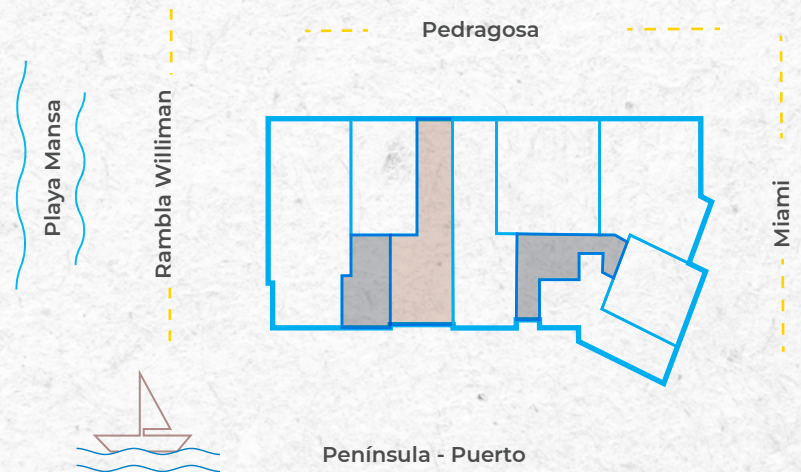 Pedragosa
Playa Mansa
Rambla Williman
Miami
Península - Puerto